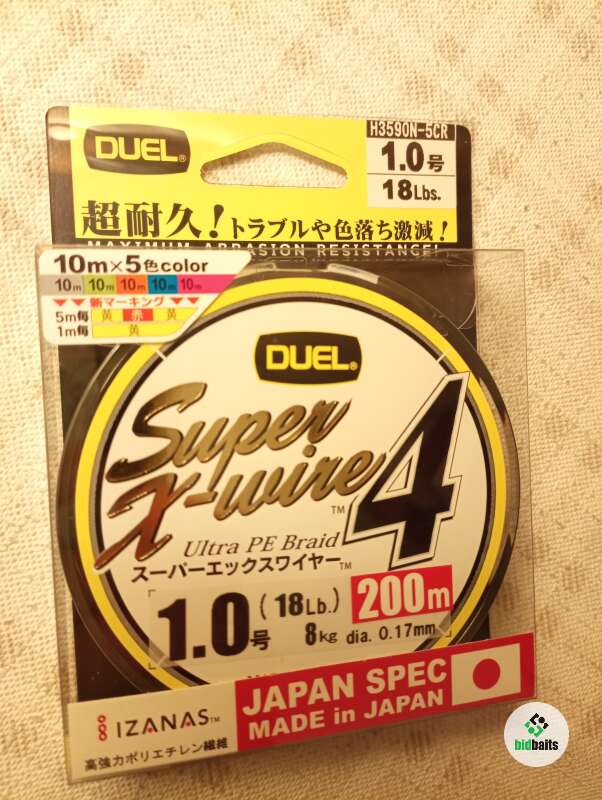 DUEL®
H3590N-5CR
1.0号
18Lbs.
超耐久！トラブルや色落ち激減！
MAXIMUM ABRASION RESISTANCE!
10m×5色color
10m 10m 10m 10m 10m
新マーキング
5m毎 黄 赤 黄
1m毎 黄
DUEL®
Super
X-wire™ 4
Ultra PE Braid
スーパーエックスワイヤー™
1.0号 (18Lb.) 200m
8kg dia. 0.17mm
IZANAS™
高強力ポリエチレン繊維
JAPAN SPEC
MADE in JAPAN
bidbaits